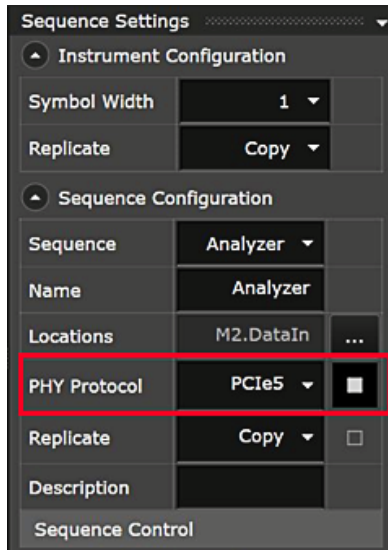 Sequence Settings
Instrument Configuration
Symbol Width 1
Replicate Copy
Sequence Configuration
Sequence Analyzer
Name Analyzer
Locations M2.DataIn ...
PHY Protocol PCIe5
Replicate Copy
Description
Sequence Control